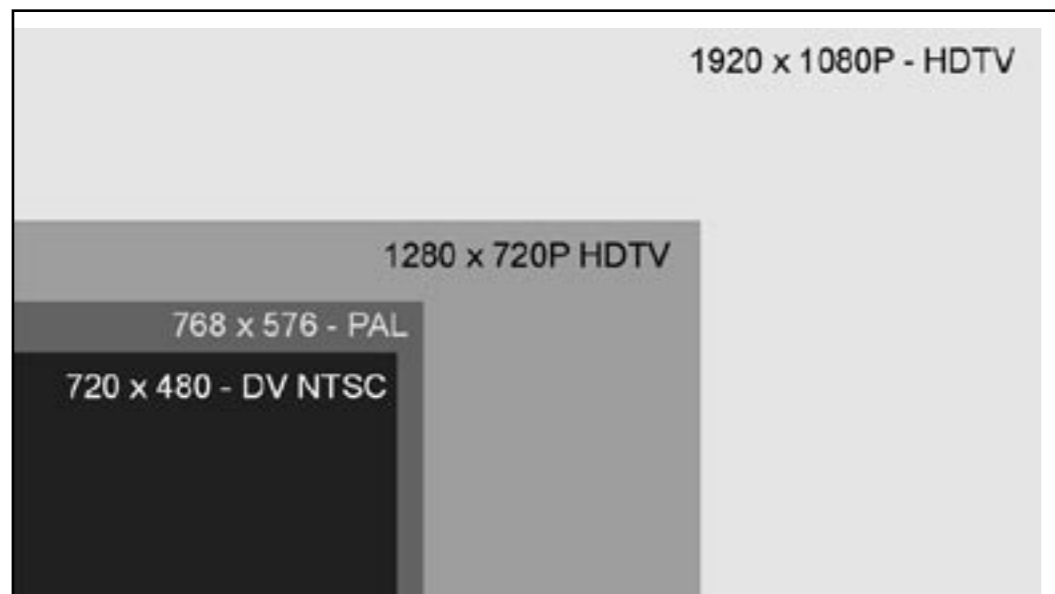 1920 x 1080P - HDTV
1280 x 720P HDTV
768 x 576 - PAL
720 x 480 - DV NTSC